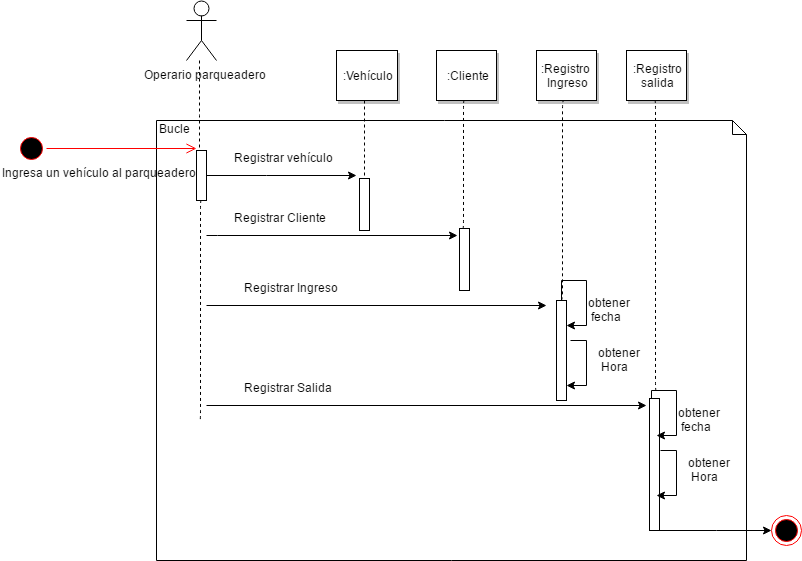 Operario parqueadero
:Vehículo
:Cliente
:Registro
Ingreso
:Registro
salida
Bucle
Ingresa un vehículo al parqueadero
Registrar vehículo
Registrar Cliente
Registrar Ingreso
obtener
fecha
obtener
Hora
Registrar Salida
obtener
fecha
obtener
Hora